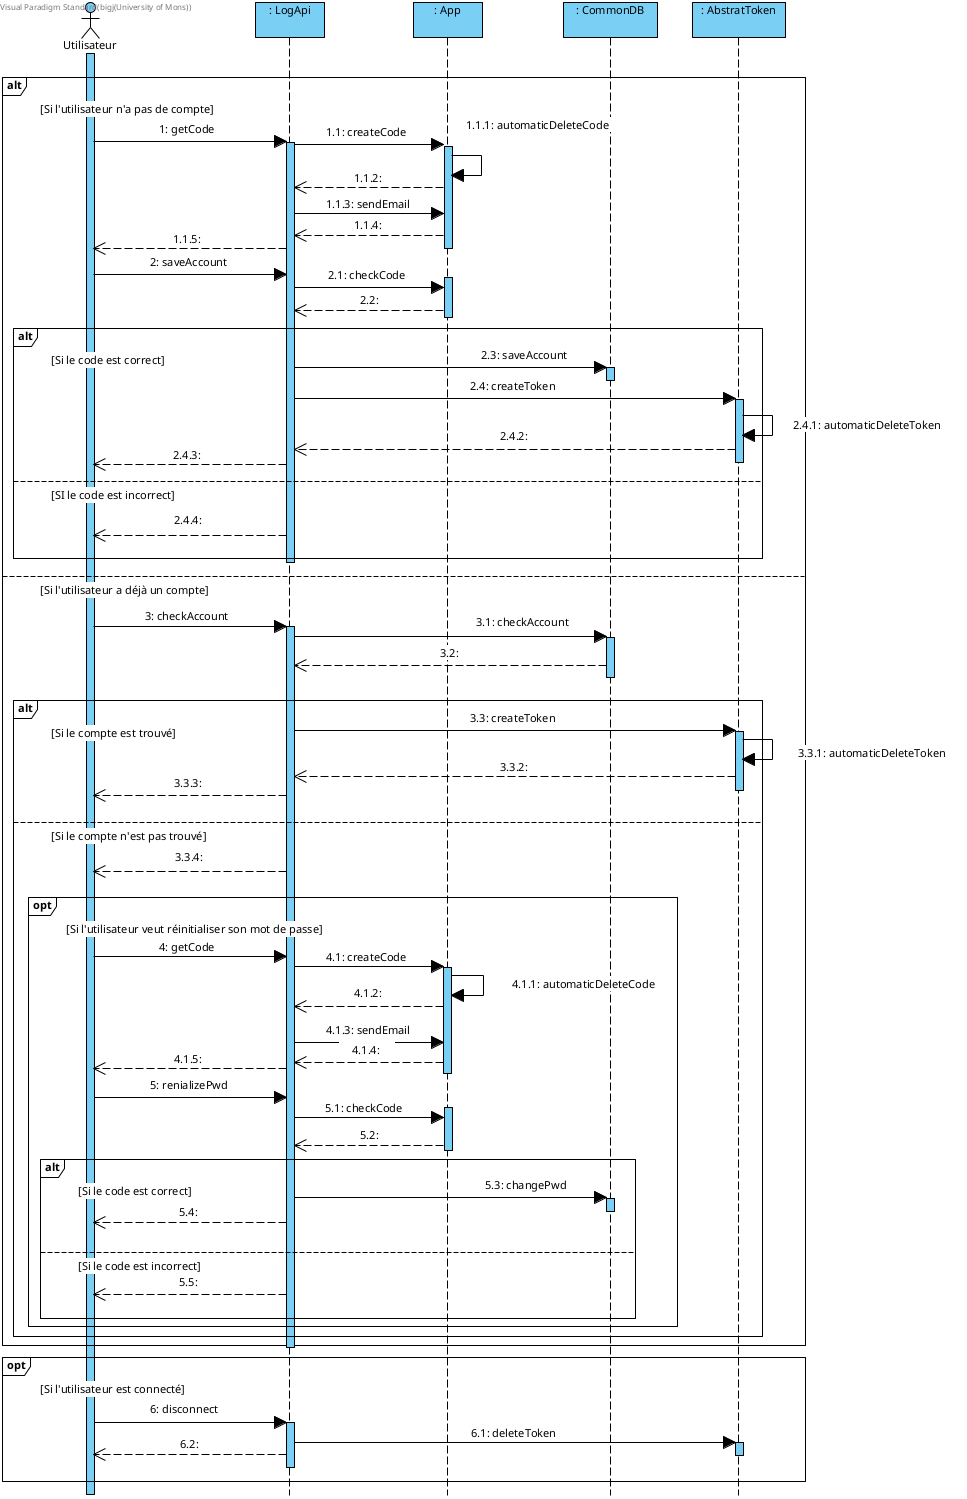 Visual Paradigm Standard (bigj(University of Mons))
: LogApi
: App
: CommonDB
: AbstratToken
Utilisateur
alt
[Si l'utilisateur n'a pas de compte]
1: getCode
1.1: createCode
1.1.1: automaticDeleteCode
1.1.2:
1.1.3: sendEmail
1.1.4:
1.1.5:
2: saveAccount
2.1: checkCode
2.2:
alt
[Si le code est correct]
2.3: saveAccount
2.4: createToken
2.4.1: automaticDeleteToken
2.4.2:
2.4.3:
[SI le code est incorrect]
2.4.4:
[Si l'utilisateur a déjà un compte]
3: checkAccount
3.1: checkAccount
3.2:
alt
3.3: createToken
[Si le compte est trouvé]
3.3.1: automaticDeleteToken
3.3.2:
3.3.3:
[Si le compte n'est pas trouvé]
3.3.4:
opt
[Si l'utilisateur veut réinitialiser son mot de passe]
4: getCode
4.1: createCode
4.1.1: automaticDeleteCode
4.1.2:
4.1.3: sendEmail
4.1.4:
4.1.5:
5: renializePwd
5.1: checkCode
5.2:
alt
[Si le code est correct]
5.3: changePwd
5.4:
[Si le code est incorrect]
5.5:
opt
[Si l'utilisateur est connecté]
6: disconnect
6.1: deleteToken
6.2: